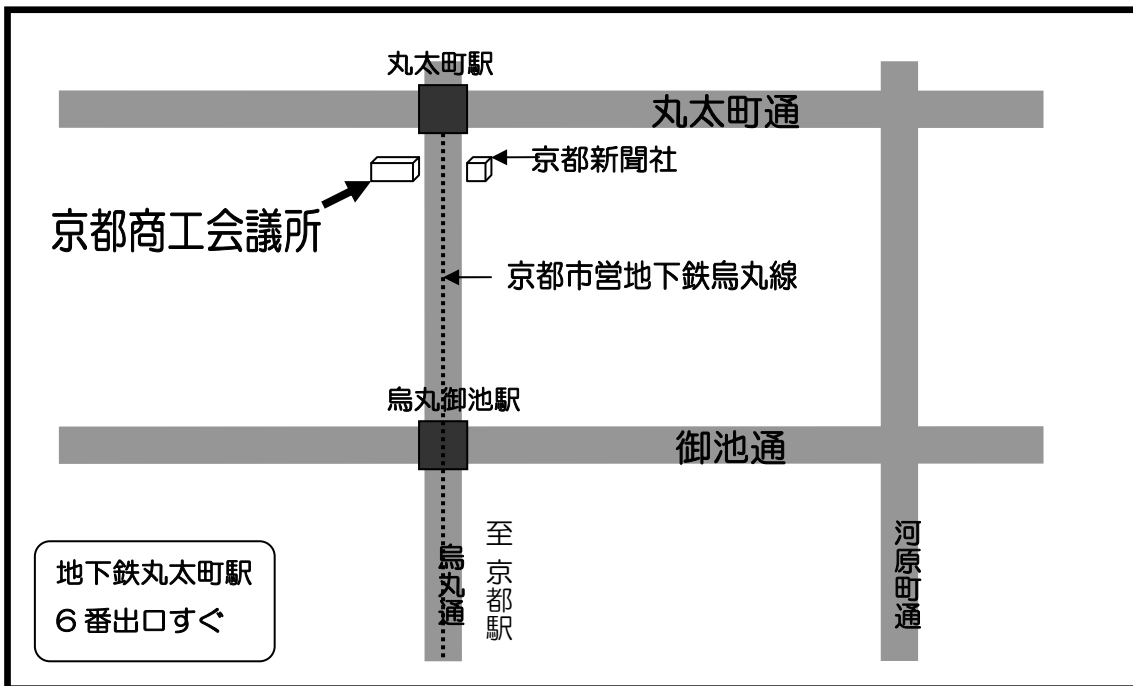 丸太町駅
丸太町通
京都新聞社
京都商工会議所
京都市営地下鉄烏丸線
烏丸御池駅
御池通
烏丸通
至 京都駅
河原町通
地下鉄丸太町駅
6番出口すぐ